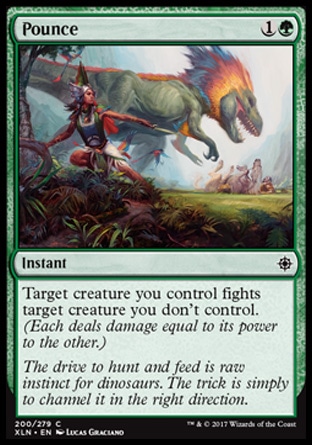 Pounce 1
Instant
Target creature you control fights
target creature you don't control.
(Each deals damage equal to its power
to the other.)
The drive to hunt and feed is raw
instinct for dinosaurs. The trick is simply
to channel it in the right direction.
200/279 C
XLN • EN Lucas Graciano ™ & © 2017 Wizards of the Coast